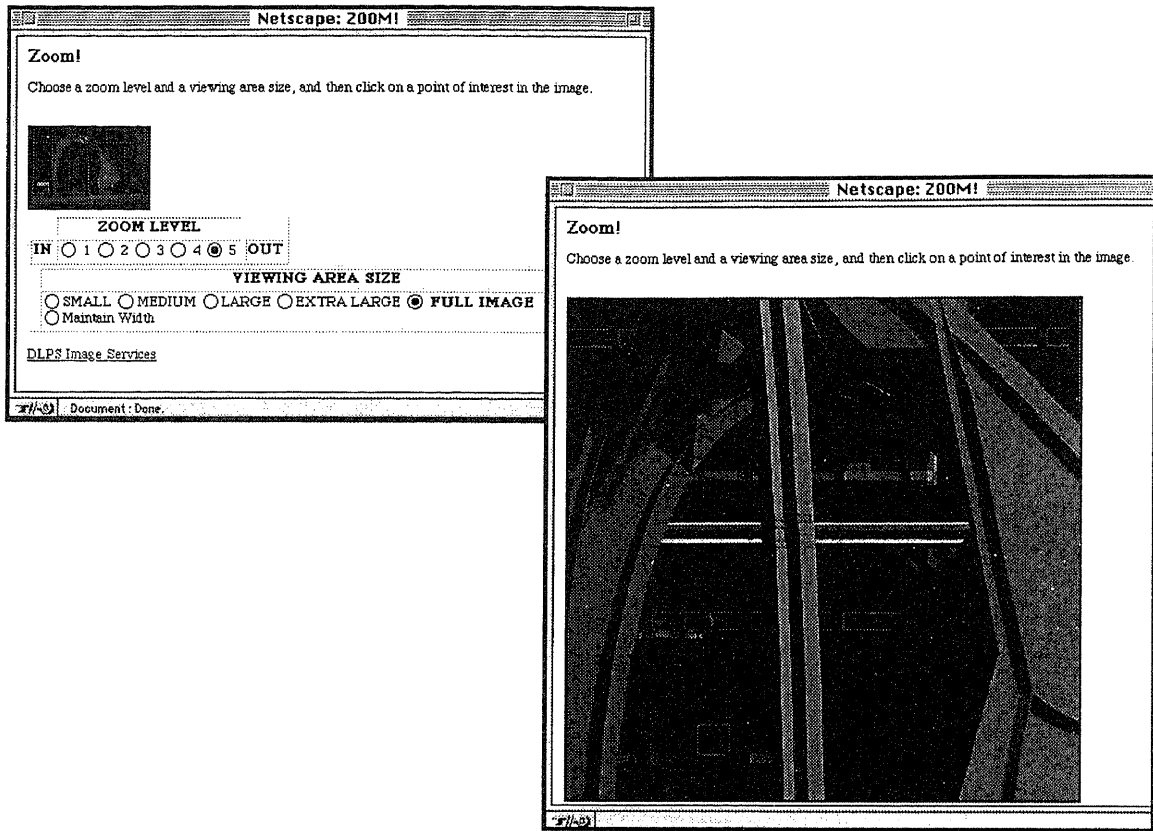 Netscape: ZOOM!
Zoom!
Choose a zoom level and a viewing area size, and then click on a point of interest in the image.
ZOOM LEVEL
IN 1 2 3 4 5 OUT
VIEWING AREA SIZE
SMALL MEDIUM LARGE EXTRA LARGE FULL IMAGE
Maintain Width
DLPS Image Services
Document : Done.
Netscape: ZOOM!
Zoom!
Choose a zoom level and a viewing area size, and then click on a point of interest in the image.